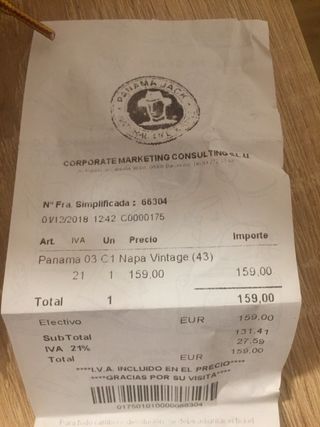 PANAMA JACK
CORPORATE MARKETING CONSULTING S.L.U
Nº Fra. Simplificada : 66304
01/12/2018 12:42 C0000175
Art. IVA Un Precio Importe
Panama 03 C1 Napa Vintage (43)
21 1 159,00 159,00
Total 1 159,00
Efectivo EUR 159,00
SubTotal 131,41
IVA 21% 27,59
Total EUR 159,00
****I.V.A. INCLUIDO EN EL PRECIO****
****GRACIAS POR SU VISITA****